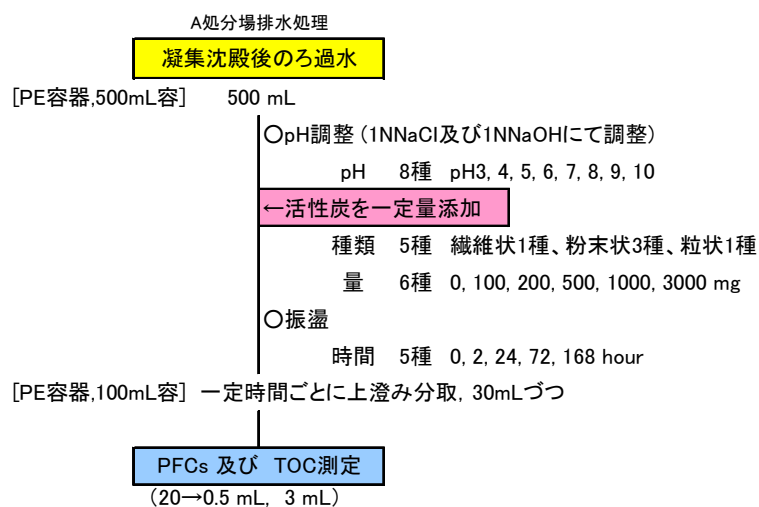 A処分場排水処理
凝集沈殿後のろ過水
[PE容器,500mL容] 500 mL
○pH調整（1NNaCl及び1NNaOHにて調整）
pH 8種 pH3, 4, 5, 6, 7, 8, 9, 10
←活性炭を一定量添加
種類 5種 繊維状1種、粉末状3種、粒状1種
量 6種 0, 100, 200, 500, 1000, 3000 mg
○振盪
時間 5種 0, 2, 24, 72, 168 hour
[PE容器,100mL容] 一定時間ごとに上澄み分取, 30mLづつ
PFCs 及び TOC測定
（20→0.5 mL, 3 mL）